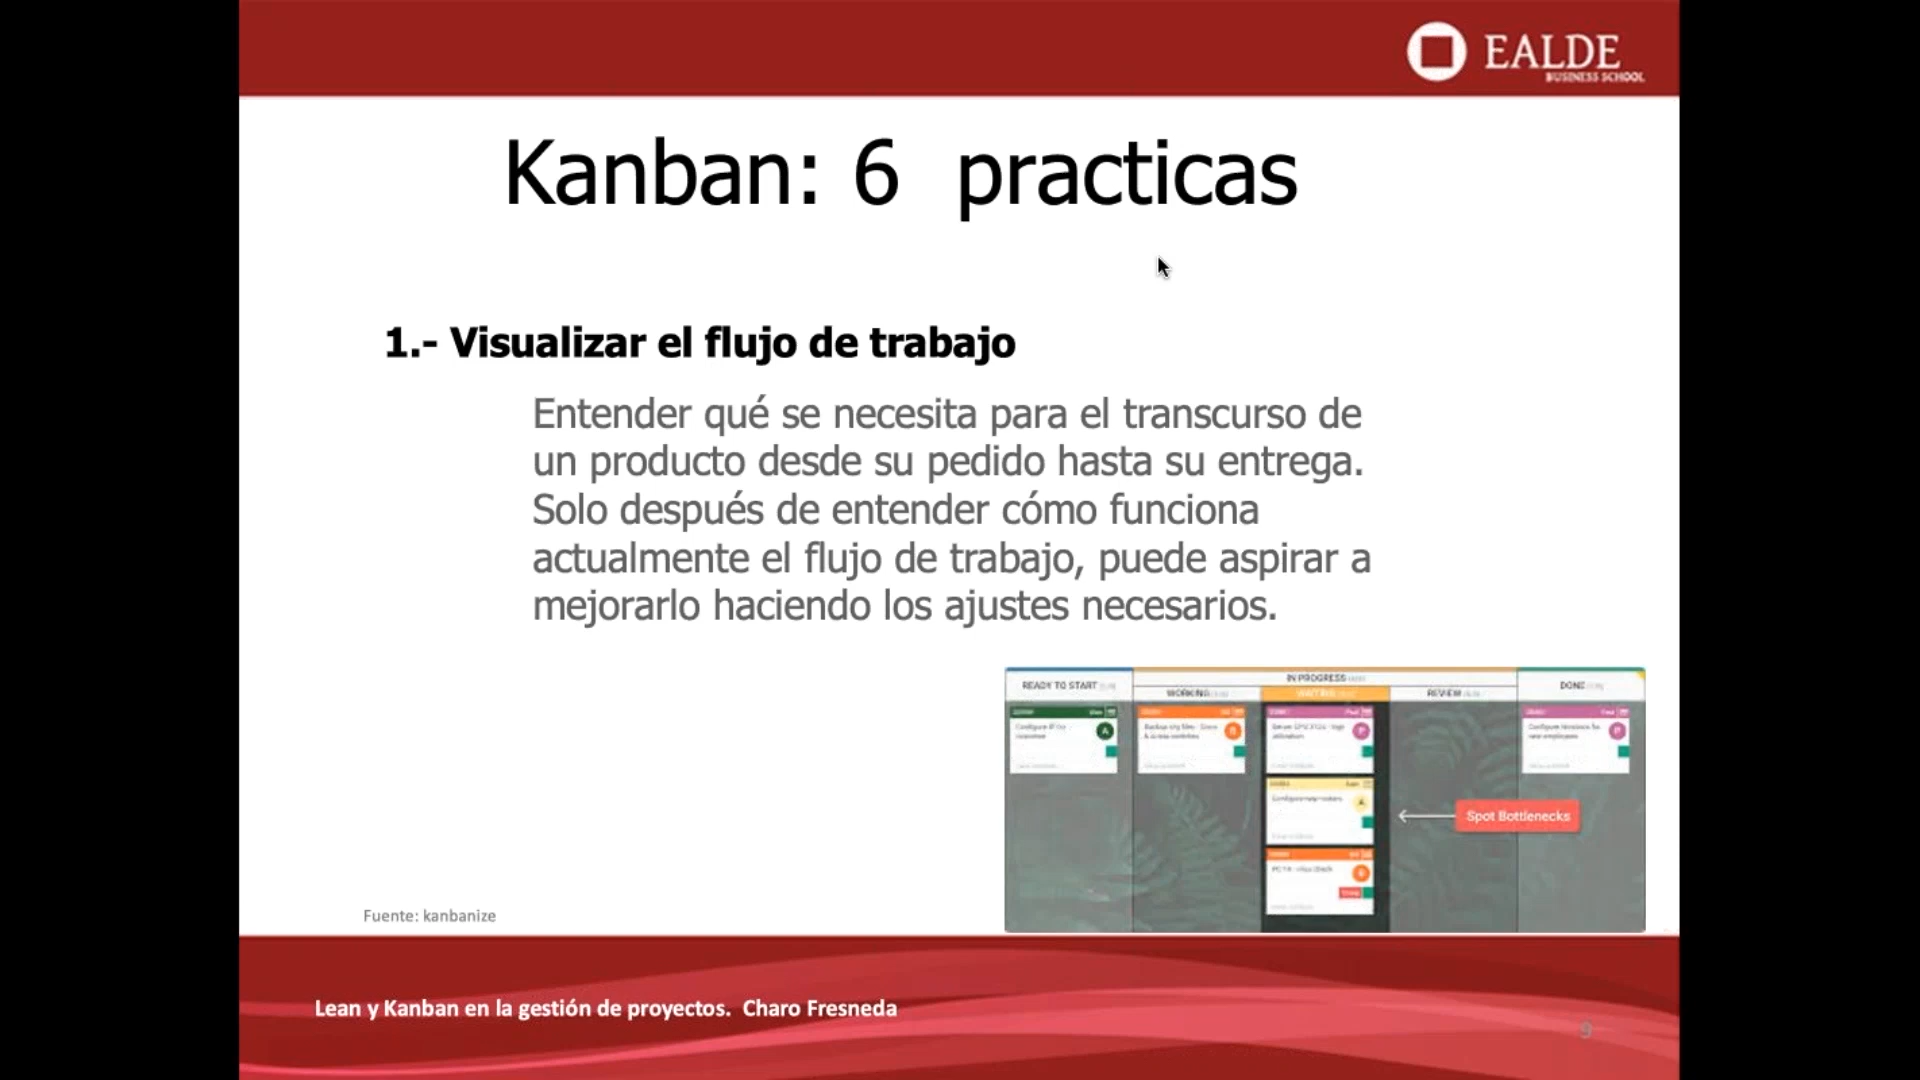 EALDE
BUSINESS SCHOOL
Kanban: 6 practicas
1.- Visualizar el flujo de trabajo
Entender qué se necesita para el transcurso de
un producto desde su pedido hasta su entrega.
Solo después de entender cómo funciona
actualmente el flujo de trabajo, puede aspirar a
mejorarlo haciendo los ajustes necesarios.
READY TO START
IN PROGRESS
WORKING
WAITING
REVIEW
DONE
Spot Bottlenecks
Fuente: kanbanize
Lean y Kanban en la gestión de proyectos. Charo Fresneda
9